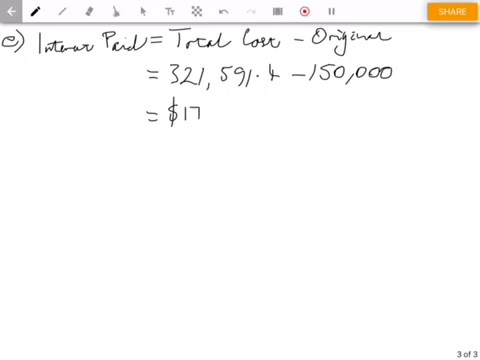 SHARE
e) Interest Paid = Total Cost - Original
= 321,591.4 - 150,000
= $17
3 of 3